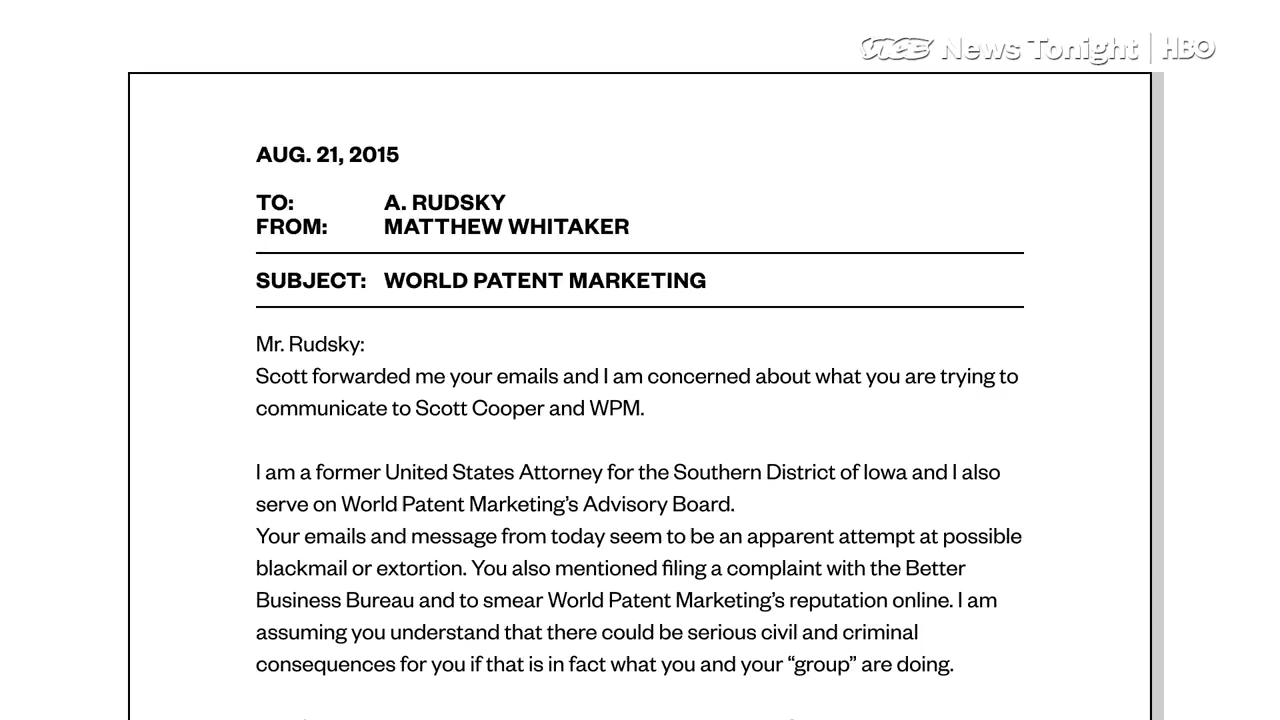 VICE News Tonight | HBO
AUG. 21, 2015
TO: A. RUDSKY
FROM: MATTHEW WHITAKER
SUBJECT: WORLD PATENT MARKETING
Mr. Rudsky:
Scott forwarded me your emails and I am concerned about what you are trying to
communicate to Scott Cooper and WPM.
I am a former United States Attorney for the Southern District of Iowa and I also
serve on World Patent Marketing’s Advisory Board.
Your emails and message from today seem to be an apparent attempt at possible
blackmail or extortion. You also mentioned filing a complaint with the Better
Business Bureau and to smear World Patent Marketing’s reputation online. I am
assuming you understand that there could be serious civil and criminal
consequences for you if that is in fact what you and your “group” are doing.